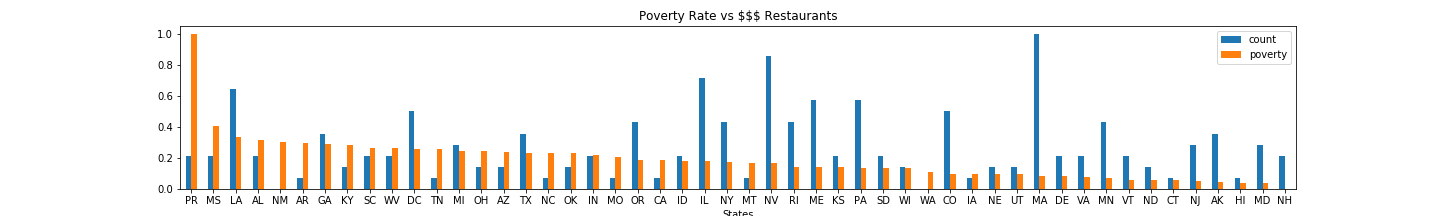 Poverty Rate vs $$$ Restaurants
1.0
0.8
0.6
0.4
0.2
0.0
count
poverty
PR MS LA AL NM AR GA KY SC WV DC TN MI OH AZ TX NC OK IN MO OR CA ID IL NY MT NV RI ME KS PA SD WI WA CO IA NE UT MA DE VA MN VT ND CT NJ AK HI MD NH
States